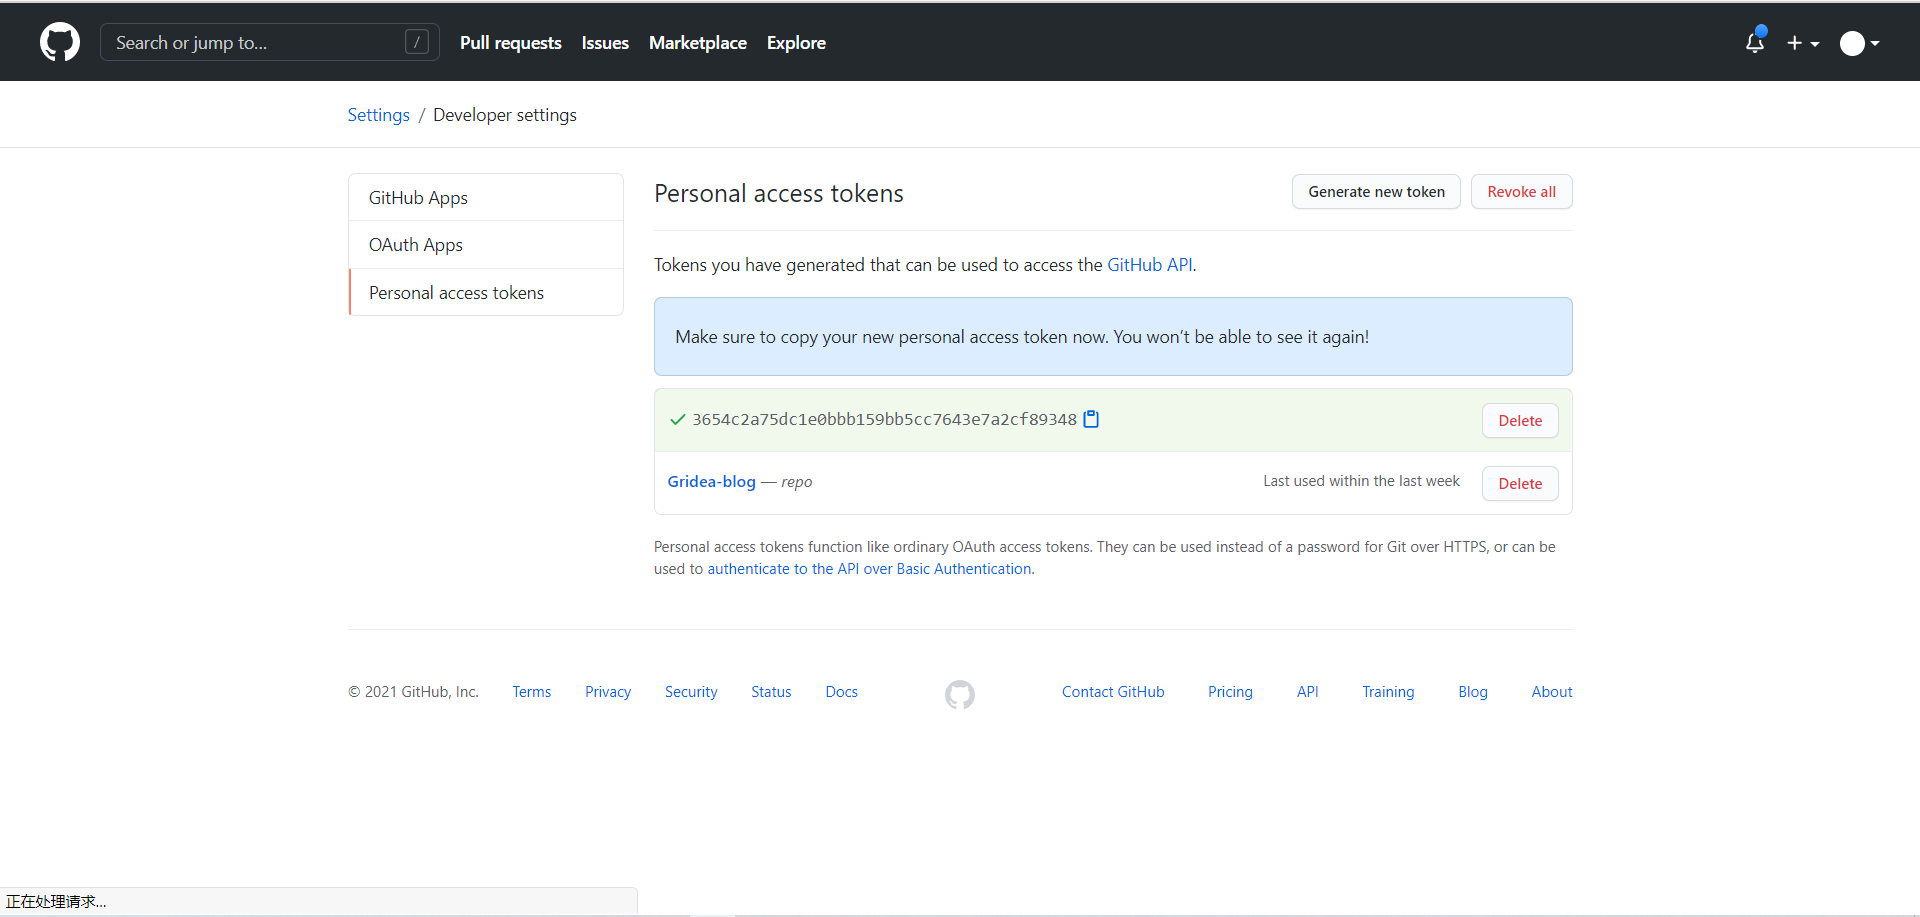 Search or jump to...
/
Pull requests Issues Marketplace Explore
Settings / Developer settings
GitHub Apps
OAuth Apps
Personal access tokens
Personal access tokens
Generate new token
Revoke all
Tokens you have generated that can be used to access the GitHub API.
Make sure to copy your new personal access token now. You won’t be able to see it again!
3654c2a75dc1e0bbb159bb5cc7643e7a2cf89348
Delete
Gridea-blog — repo
Last used within the last week
Delete
Personal access tokens function like ordinary OAuth access tokens. They can be used instead of a password for Git over HTTPS, or can be
used to authenticate to the API over Basic Authentication.
© 2021 GitHub, Inc. Terms Privacy Security Status Docs Contact GitHub Pricing API Training Blog About
正在处理请求...